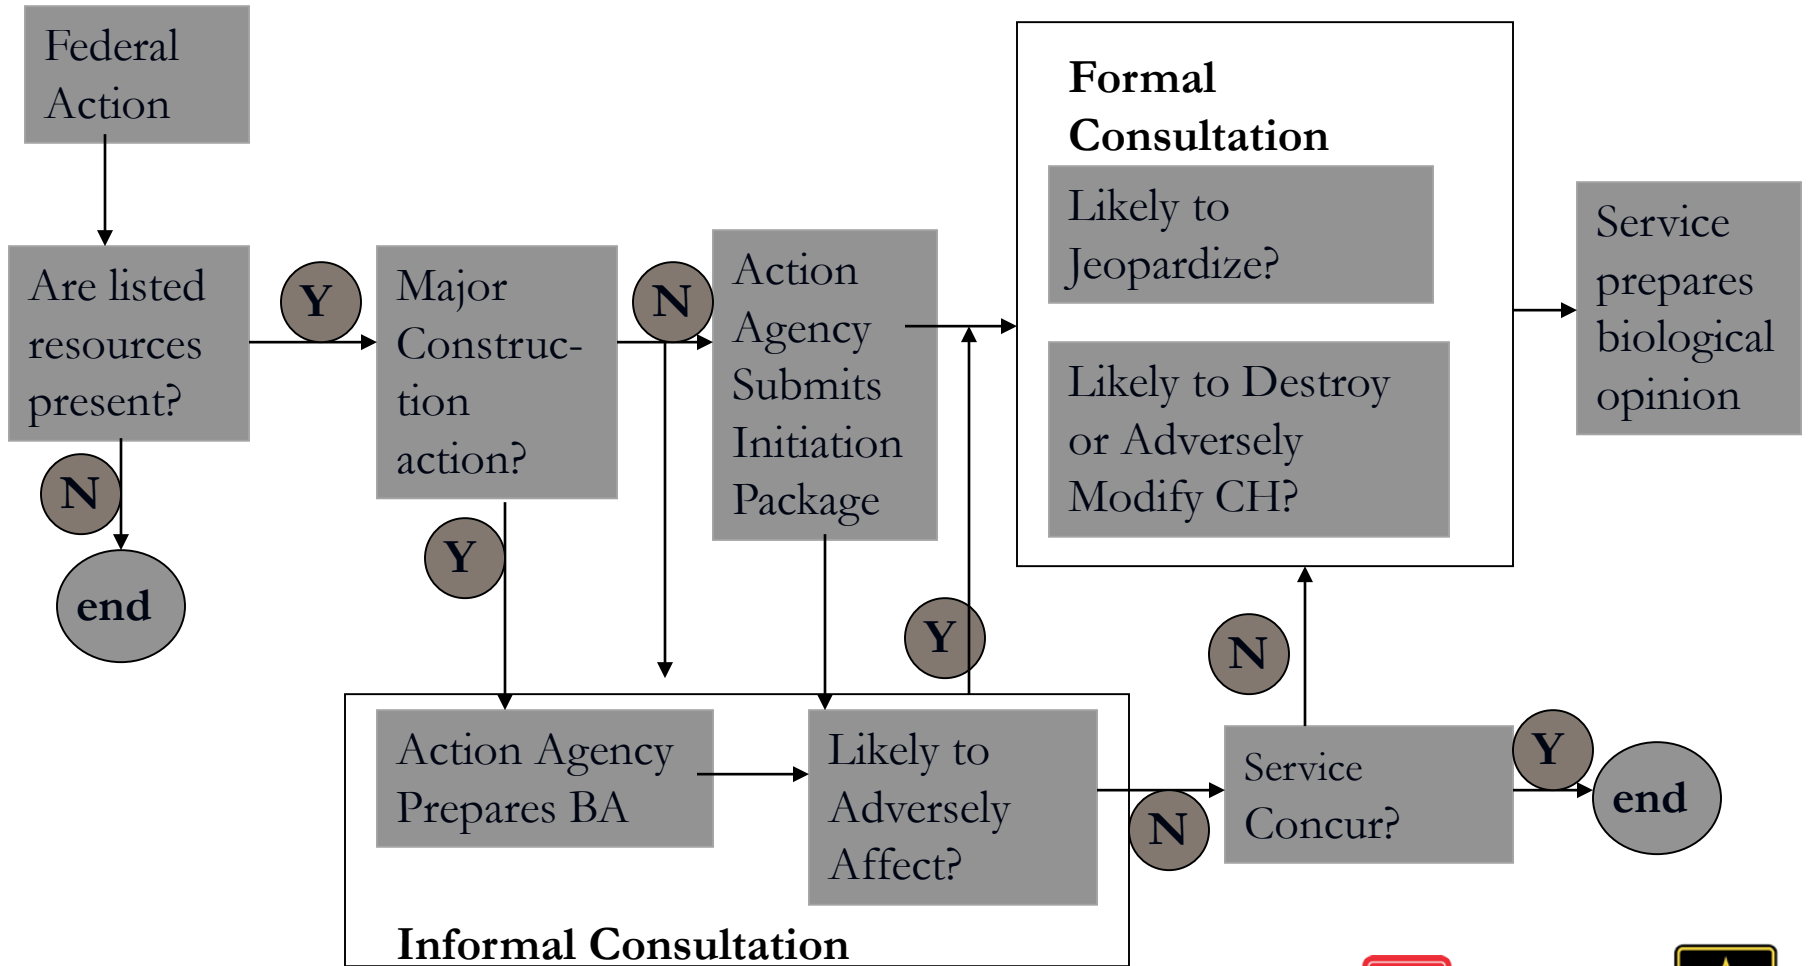 Federal
Action
Are listed
resources
present?
Y
N
end
Major
Construc-
tion
action?
N
Y
Action
Agency
Submits
Initiation
Package
Y
Formal
Consultation
Likely to
Jeopardize?
Likely to Destroy
or Adversely
Modify CH?
Service
prepares
biological
opinion
Action Agency
Prepares BA
Likely to
Adversely
Affect?
Informal Consultation
N
Service
Concur?
N
Y
end